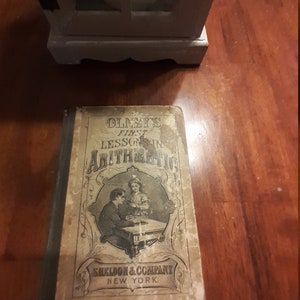 OLNEY'S
FIRST
LESSONS IN
ARITHMETIC
SHELDON & COMPANY
NEW YORK